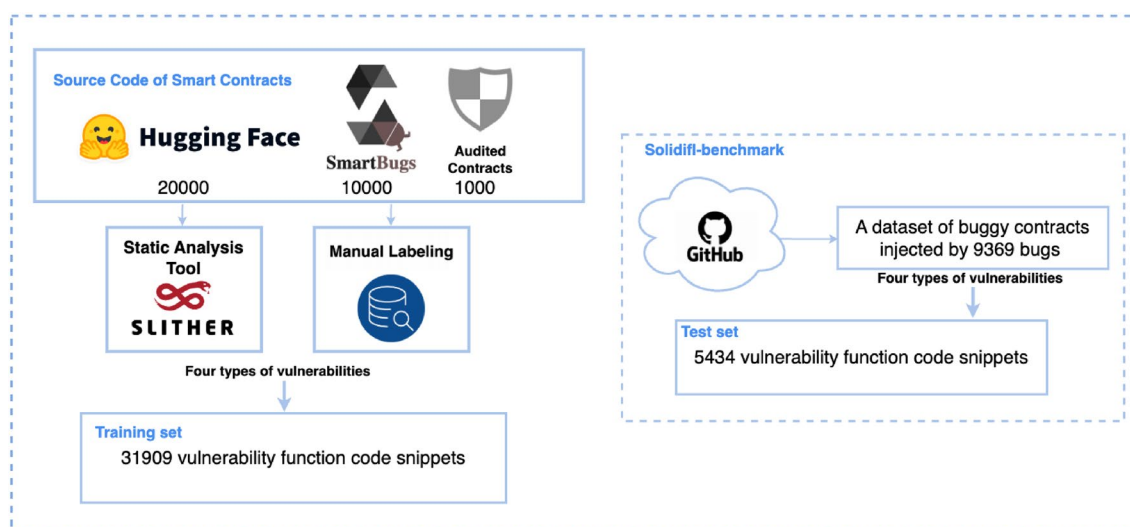 Source Code of Smart Contracts
Hugging Face
20000
SmartBugs
10000
Audited
Contracts
1000
Static Analysis
Tool
SLITHER
Manual Labeling
Four types of vulnerabilities
Training set
31909 vulnerability function code snippets
Solidifl-benchmark
GitHub
A dataset of buggy contracts
injected by 9369 bugs
Four types of vulnerabilities
Test set
5434 vulnerability function code snippets